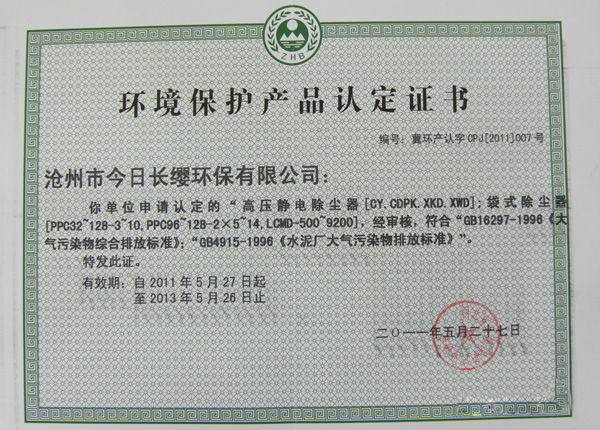 ZHB
环境保护产品认定证书
编号：冀环产认字CPJ[2011]007号
沧州市今日长缨环保有限公司：
你单位申请认定的“高压静电除尘器[CY.CDPK.XKD.XWD]；袋式除尘器
[PPC32~128-3~10,PPC96~128-2×5~14,LCMD-500~9200]，经审核，符合“GB16297-1996《大
气污染物综合排放标准》；“GB4915-1996《水泥厂大气污染物排放标准》”。
特发此证。
有效期：自2011年5月27日起
至2013年5月26日止
二〇一一年五月二十七日